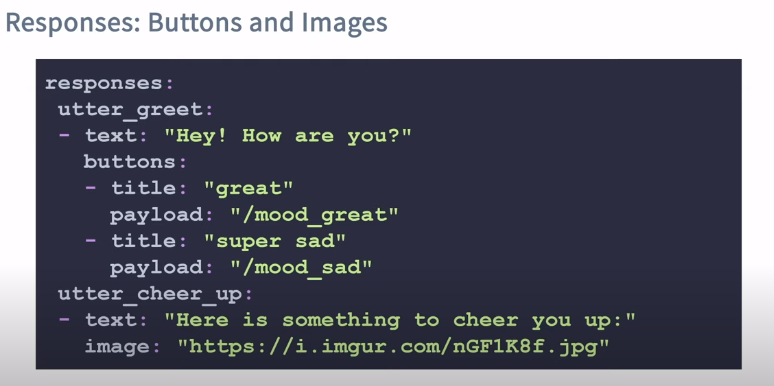 Responses: Buttons and Images
responses:
utter_greet:
- text: "Hey! How are you?"
buttons:
- title: "great"
payload: "/mood_great"
- title: "super sad"
payload: "/mood_sad"
utter_cheer_up:
- text: "Here is something to cheer you up:"
image: "https://i.imgur.com/nGF1K8f.jpg"